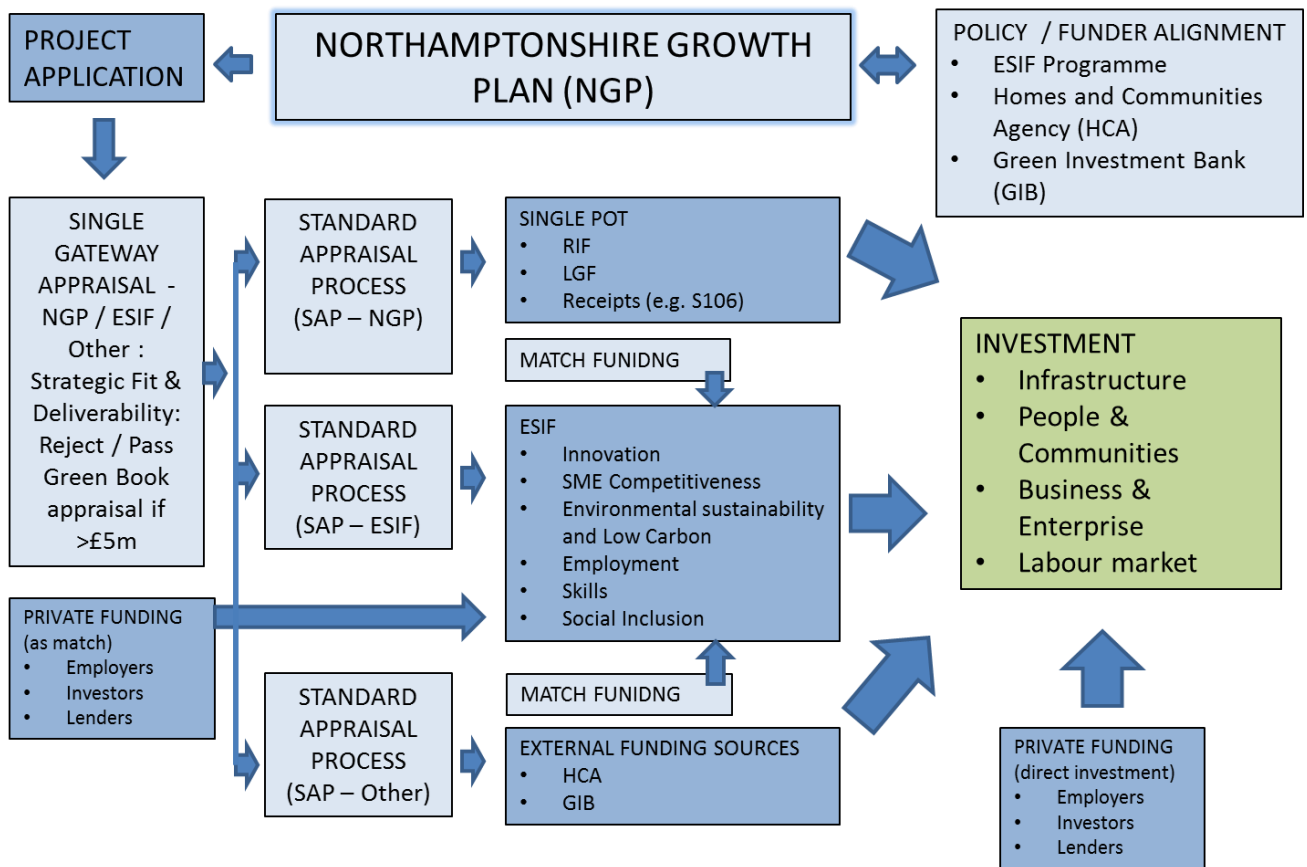 PROJECT
APPLICATION
NORTHAMPTONSHIRE GROWTH
PLAN (NGP)
POLICY / FUNDER ALIGNMENT
• ESIF Programme
• Homes and Communities
Agency (HCA)
• Green Investment Bank
(GIB)
SINGLE
GATEWAY
APPRAISAL -
NGP / ESIF /
Other :
Strategic Fit &
Deliverability:
Reject / Pass
Green Book
appraisal if
>£5m
STANDARD
APPRAISAL
PROCESS
(SAP – NGP)
SINGLE POT
• RIF
• LGF
• Receipts (e.g. S106)
MATCH FUNIDNG
STANDARD
APPRAISAL
PROCESS
(SAP – ESIF)
ESIF
• Innovation
• SME Competitiveness
• Environmental sustainability
and Low Carbon
• Employment
• Skills
• Social Inclusion
INVESTMENT
• Infrastructure
• People &
Communities
• Business &
Enterprise
• Labour market
PRIVATE FUNDING
(as match)
• Employers
• Investors
• Lenders
STANDARD
APPRAISAL
PROCESS
(SAP – Other)
MATCH FUNIDNG
EXTERNAL FUNDING SOURCES
• HCA
• GIB
PRIVATE FUNDING
(direct investment)
• Employers
• Investors
• Lenders